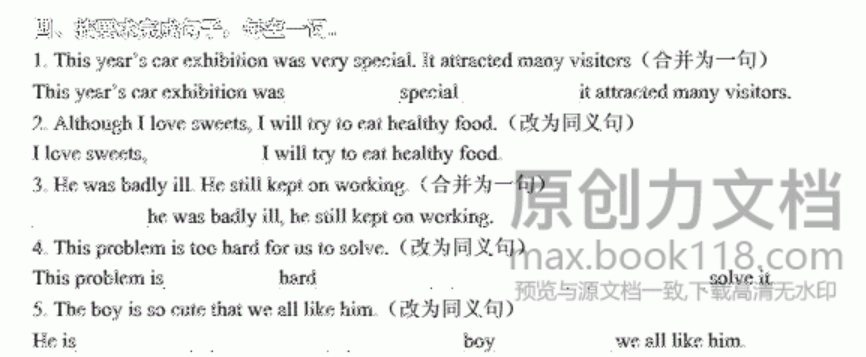 四、按要求完成句子，每空一词。
1. This year's car exhibition was very special. It attracted many visitors（合并为一句）
This year's car exhibition was special it attracted many visitors.
2. Although I love sweets, I will try to eat healthy food.（改为同义句）
I love sweets, I will try to eat healthy food.
3. He was badly ill. He still kept on working.（合并为一句）
he was badly ill, he still kept on working.
4. This problem is too hard for us to solve.（改为同义句）
This problem is hard solve it
5. The boy is so cute that we all like him.（改为同义句）
He is boy we all like him.
原创力文档
max.book118.com
预览与源文档一致,下载高清无水印